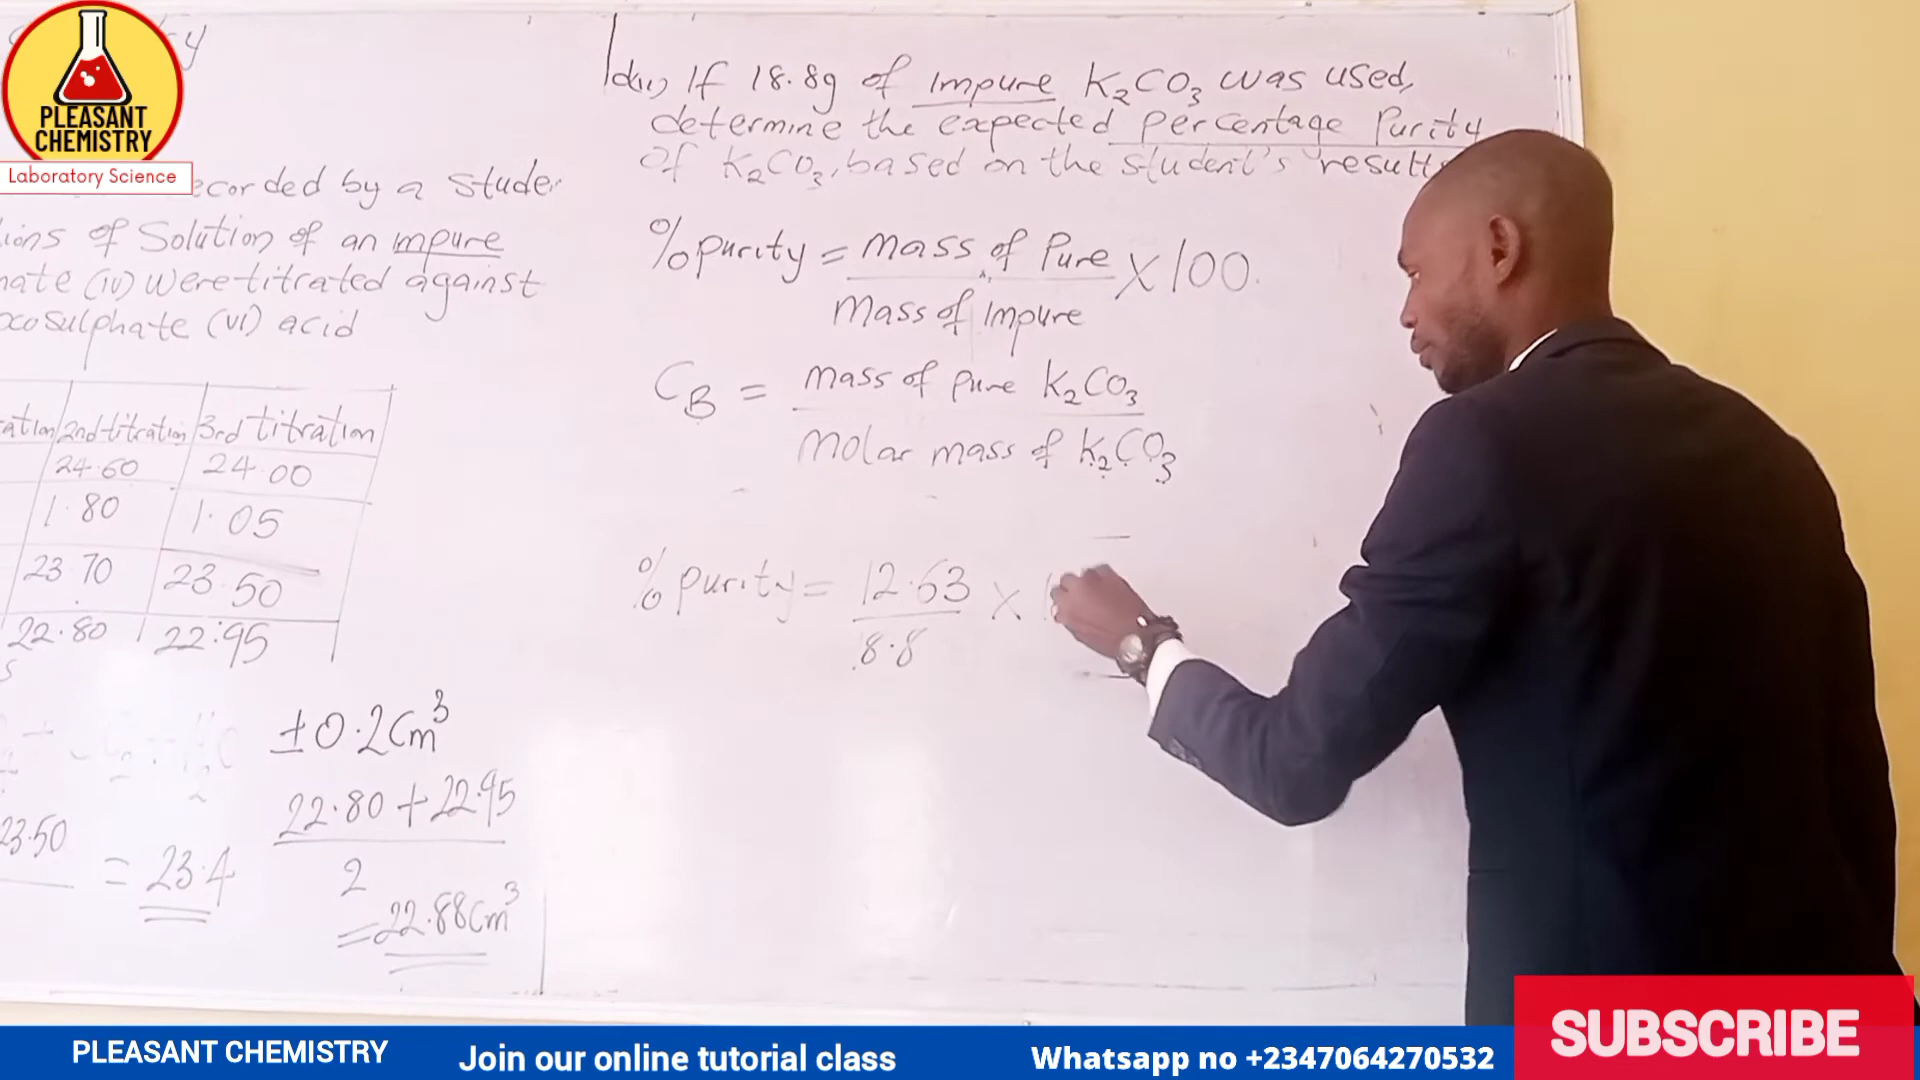 PLEASANT
CHEMISTRY
Laboratory Science
ecorded by a stude
ions of Solution of an impure
nate (iv) were titrated against
oxosulphate (vi) acid
ation 2nd titration 3rd titration
24.60 24.00
1.80 1.05
23.70 23.50
22.80 22.95
±0.2Cm³
23.50
= 23.4
22.80 + 22.95
2
= 22.88Cm³
If 18.8g of impure K₂CO₃ was used,
determine the expected percentage Purity
of K₂CO₃, based on the student's results
% purity = mass of Pure × 100
Mass of Impure
C_B = mass of pure K₂CO₃
molar mass of K₂CO₃
% purity = 12.63 ×
8.8
PLEASANT CHEMISTRY
Join our online tutorial class
Whatsapp no +2347064270532
SUBSCRIBE